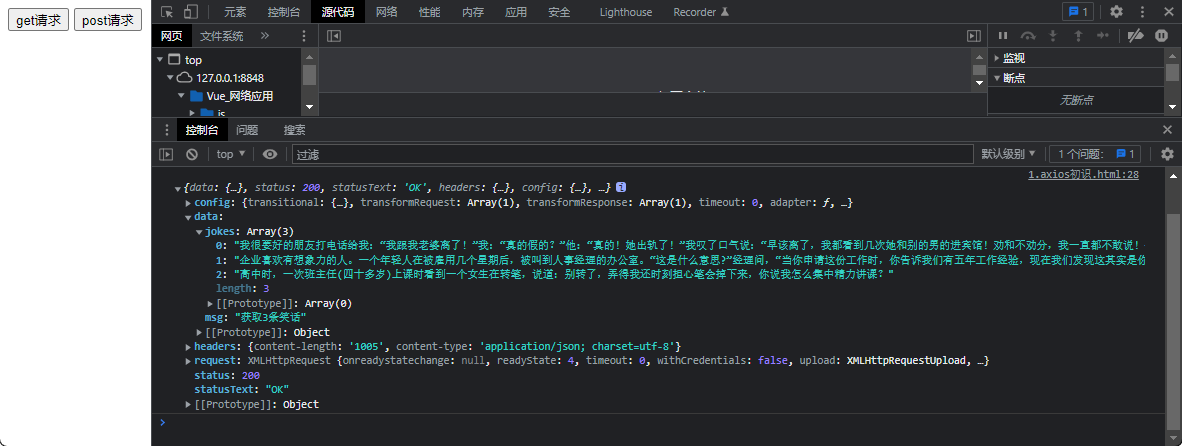 get请求 post请求
元素 控制台 源代码 网络 性能 内存 应用 安全 Lighthouse Recorder 1
网页 文件系统 »
top
127.0.0.1:8848
Vue_网络应用
js
监视
断点
无断点
控制台 问题 搜索
top 过滤 默认级别 1 个问题: 1
1.axios初识.html:28
{data: {…}, status: 200, statusText: 'OK', headers: {…}, config: {…}, …} i
config: {transitional: {…}, transformRequest: Array(1), transformResponse: Array(1), timeout: 0, adapter: ƒ, …}
data:
jokes: Array(3)
0: "我很要好的朋友打电话给我:“我跟我老婆离了！”我:“真的假的？”他:“真的！她出轨了！”我叹了口气说:“早该离了，我都看到几次她和别的男的进宾馆！劝和不劝分，我一直都不敢说！
1: "企业喜欢有想象力的人。一个年轻人在被雇用几个星期后，被叫到人事经理的办公室。“这是什么意思?”经理问，“当你申请这份工作时，你告诉我们有五年工作经验，现在我们发现这其实是你
2: "高中时，一次班主任(四十多岁)上课时看到一个女生在转笔，说道: 别转了，弄得我还时刻担心笔会掉下来，你说我怎么集中精力讲课？"
length: 3
[[Prototype]]: Array(0)
msg: "获取3条笑话"
[[Prototype]]: Object
headers: {content-length: '1005', content-type: 'application/json; charset=utf-8'}
request: XMLHttpRequest {onreadystatechange: null, readyState: 4, timeout: 0, withCredentials: false, upload: XMLHttpRequestUpload, …}
status: 200
statusText: "OK"
[[Prototype]]: Object